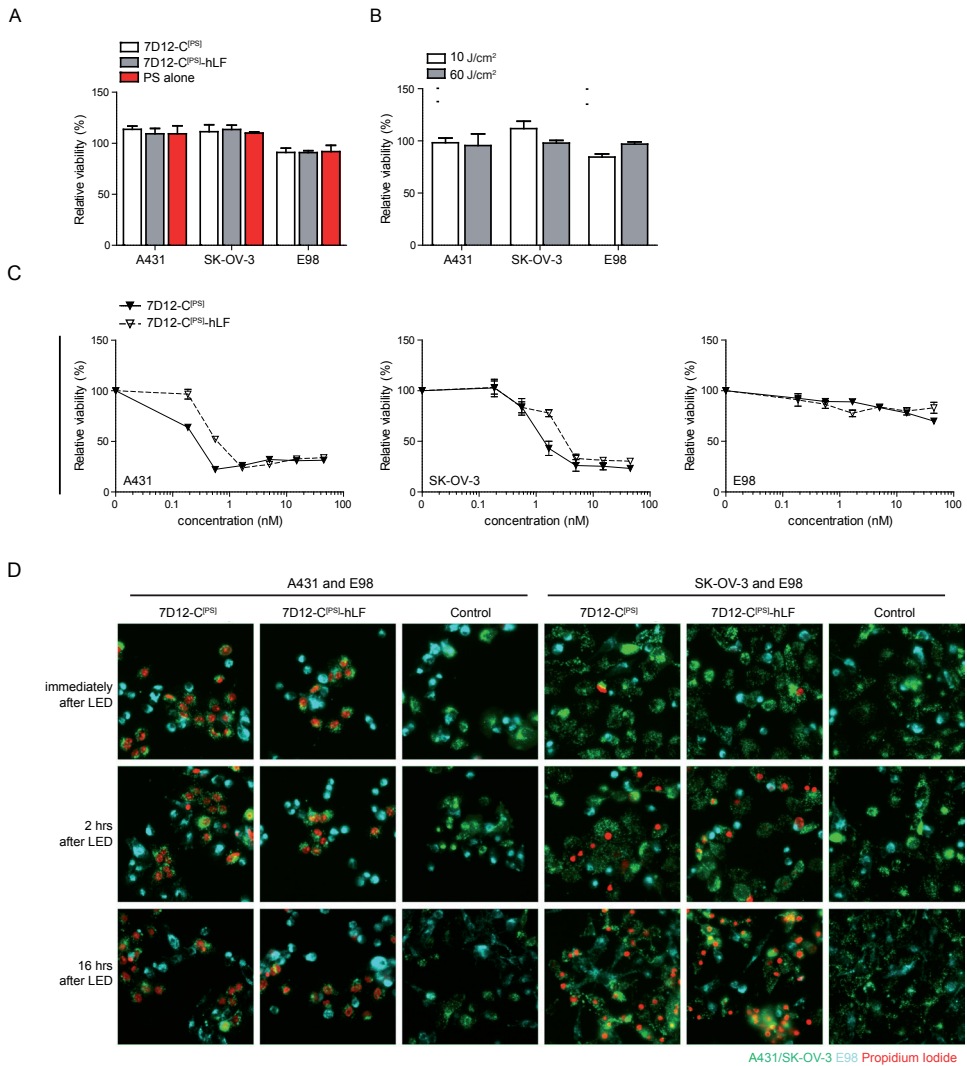 A
7D12-C[PS]
7D12-C[PS]-hLF
PS alone
Relative viability (%)
150
100
50
0
A431
SK-OV-3
E98
B
10 J/cm²
60 J/cm²
Relative viability (%)
150
100
50
0
A431
SK-OV-3
E98
C
7D12-C[PS]
7D12-C[PS]-hLF
Relative viability (%)
150
100
50
0
A431
0 0.1 1 10 100
concentration (nM)
Relative viability (%)
150
100
50
0
SK-OV-3
0 0.1 1 10 100
concentration (nM)
Relative viability (%)
150
100
50
0
E98
0 0.1 1 10 100
concentration (nM)
D
A431 and E98
SK-OV-3 and E98
7D12-C[PS]
7D12-C[PS]-hLF
Control
7D12-C[PS]
7D12-C[PS]-hLF
Control
immediately
after LED
2 hrs
after LED
16 hrs
after LED
A431/SK-OV-3 E98 Propidium Iodide